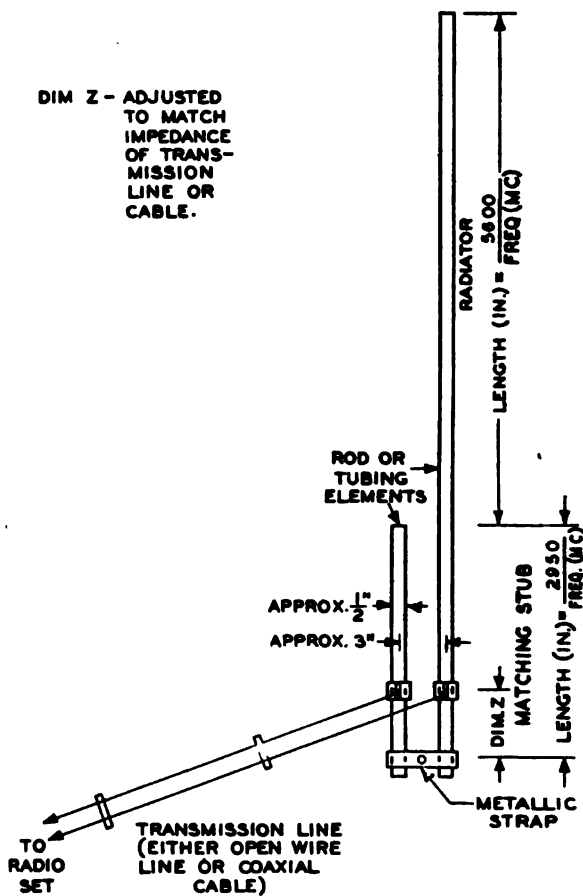 DIM Z - ADJUSTED
TO MATCH
IMPEDANCE
OF TRANS-
MISSION
LINE OR
CABLE.
RADIATOR
LENGTH (IN.) = 5600
FREQ (MC)
ROD OR
TUBING
ELEMENTS
APPROX. 1/2"
APPROX. 3"
DIM. Z
MATCHING STUB
LENGTH (IN.) = 2950
FREQ. (MC)
METALLIC
STRAP
TO
RADIO
SET
TRANSMISSION LINE
(EITHER OPEN WIRE
LINE OR COAXIAL
CABLE)